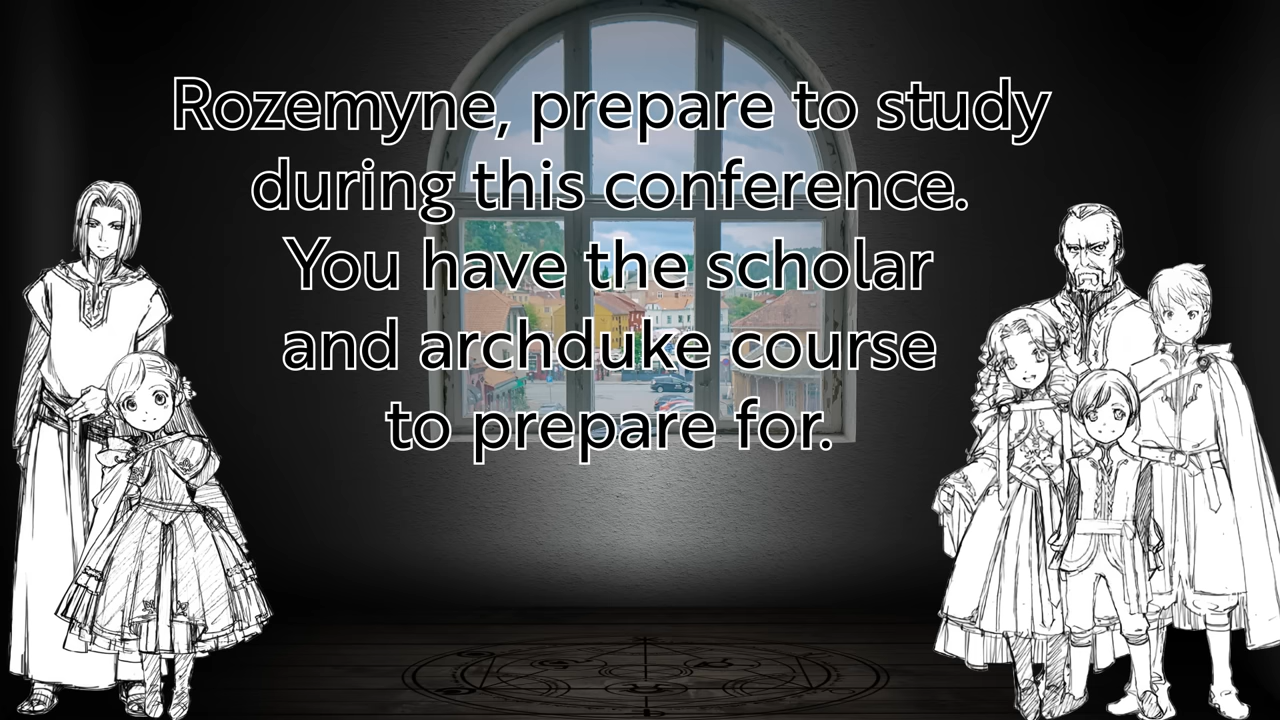 Rozemyne, prepare to study
during this conference.
You have the scholar
and archduke course
to prepare for.